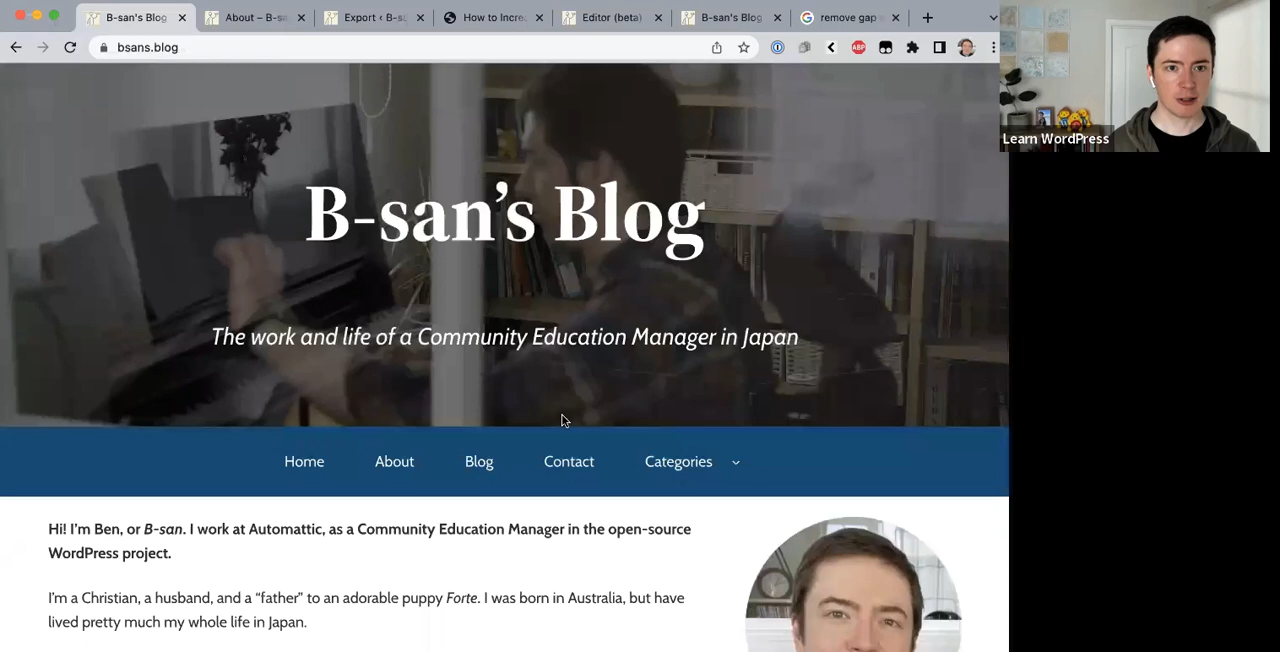 B-san's Blog
About – B-sa
Export ‹ B-s
How to Incre
Editor (beta)
B-san's Blog
remove gap
bsans.blog
ABP
Learn WordPress
B-san’s Blog
The work and life of a Community Education Manager in Japan
Home
About
Blog
Contact
Categories
Hi! I'm Ben, or B-san. I work at Automattic, as a Community Education Manager in the open-source
WordPress project.
I'm a Christian, a husband, and a “father” to an adorable puppy Forte. I was born in Australia, but have
lived pretty much my whole life in Japan.